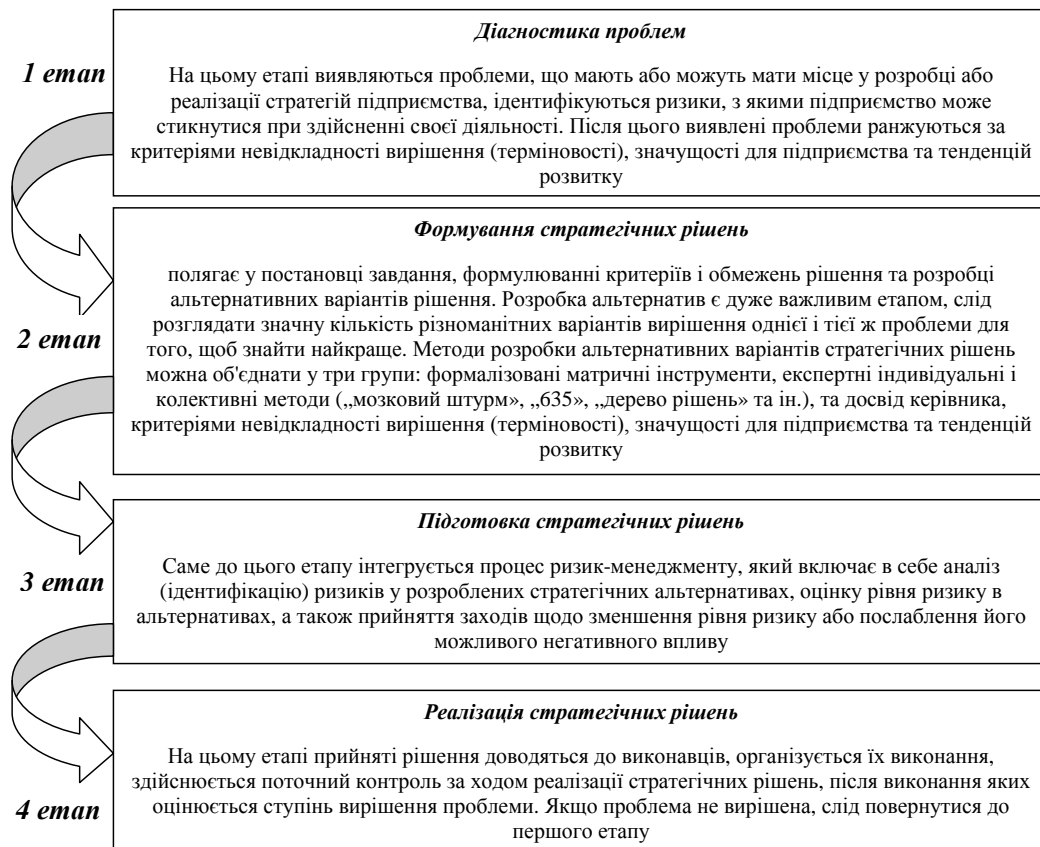 Діагностика проблем
1 етап
На цьому етапі виявляються проблеми, що мають або можуть мати місце у розробці або
реалізації стратегій підприємства, ідентифікуються ризики, з якими підприємство може
стикнутися при здійсненні своєї діяльності. Після цього виявлені проблеми ранжуються за
критеріями невідкладності вирішення (терміновості), значущості для підприємства та тенденцій
розвитку
Формування стратегічних рішень
2 етап
полягає у постановці завдання, формулюванні критеріїв і обмежень рішення та розробці
альтернативних варіантів рішення. Розробка альтернатив є дуже важливим етапом, слід
розглядати значну кількість різноманітних варіантів вирішення однієї і тієї ж проблеми для
того, щоб знайти найкраще. Методи розробки альтернативних варіантів стратегічних рішень
можна об'єднати у три групи: формалізовані матричні інструменти, експертні індивідуальні і
колективні методи („мозковий штурм», „635», „дерево рішень» та ін.), та досвід керівника,
критеріями невідкладності вирішення (терміновості), значущості для підприємства та тенденцій
розвитку
Підготовка стратегічних рішень
3 етап
Саме до цього етапу інтегрується процес ризик-менеджменту, який включає в себе аналіз
(ідентифікацію) ризиків у розроблених стратегічних альтернативах, оцінку рівня ризику в
альтернативах, а також прийняття заходів щодо зменшення рівня ризику або послаблення його
можливого негативного впливу
Реалізація стратегічних рішень
4 етап
На цьому етапі прийняті рішення доводяться до виконавців, організується їх виконання,
здійснюється поточний контроль за ходом реалізації стратегічних рішень, після виконання яких
оцінюється ступінь вирішення проблеми. Якщо проблема не вирішена, слід повернутися до
першого етапу